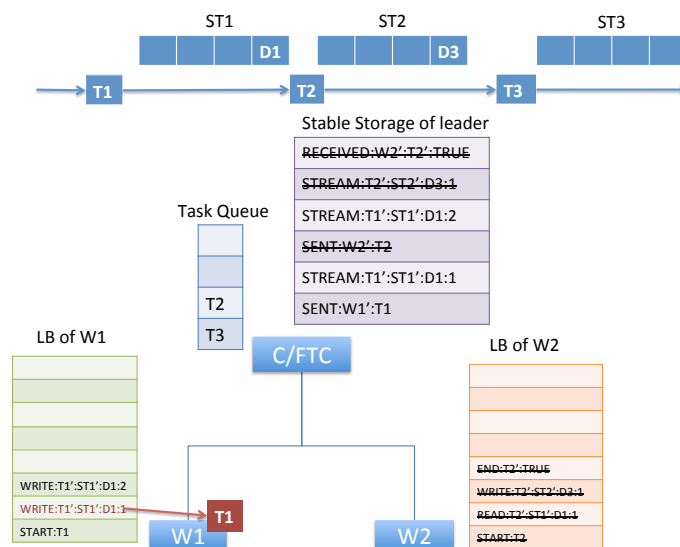 ST1
ST2
ST3
D1
D3
T1
T2
T3
Stable Storage of leader
RECEIVED:W2':T2':TRUE
STREAM:T2':ST2':D3:1
STREAM:T1':ST1':D1:2
SENT:W2':T2
STREAM:T1':ST1':D1:1
SENT:W1':T1
Task Queue
T2
T3
C/FTC
LB of W1
WRITE:T1':ST1':D1:2
WRITE:T1':ST1':D1:1
START:T1
T1
W1
W2
LB of W2
END:T2':TRUE
WRITE:T2':ST2':D3:1
READ:T2':ST1':D1:1
START:T2